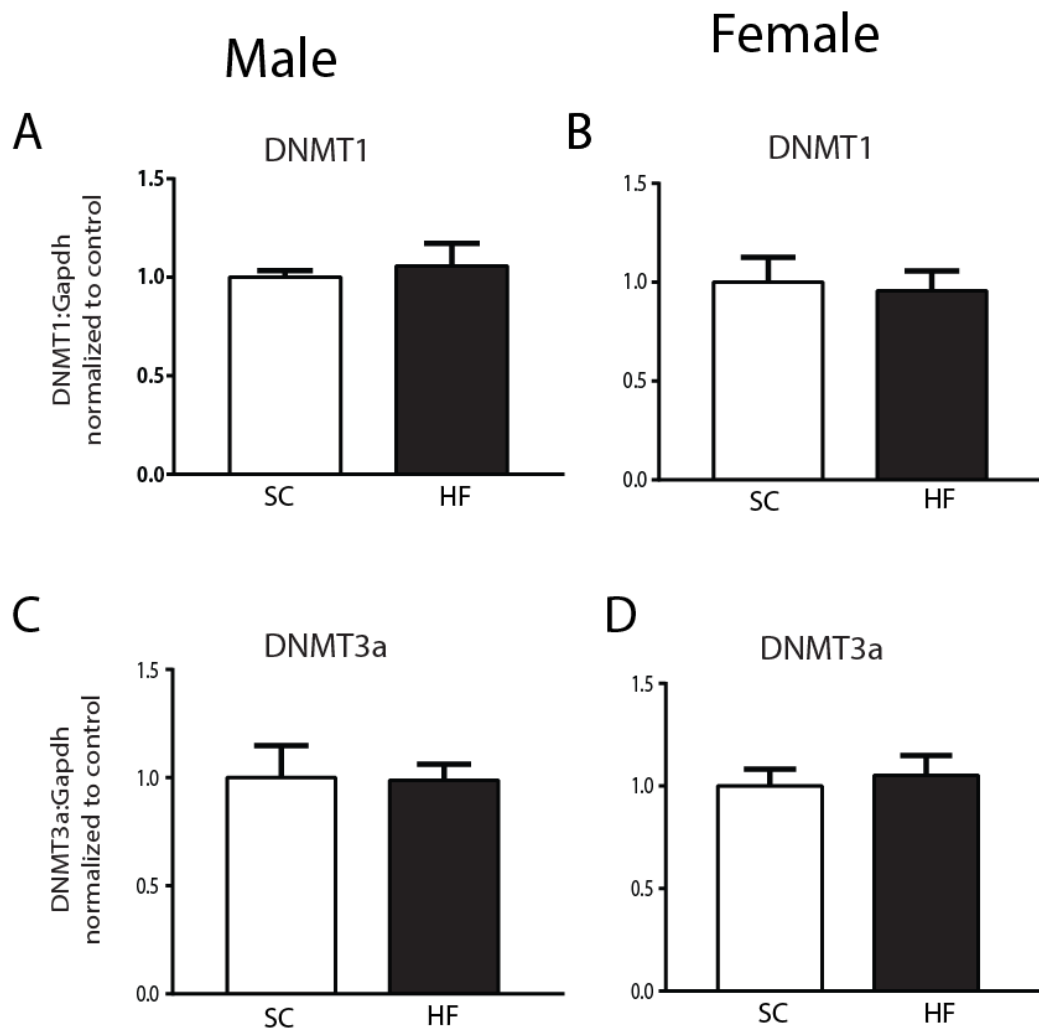 Male
Female
A
DNMT1
DNMT1:Gapdh
normalized to control
1.5
1.0
0.5
0.0
SC
HF
B
DNMT1
1.5
1.0
0.5
0.0
SC
HF
C
DNMT3a
DNMT3a:Gapdh
normalized to control
1.5
1.0
0.5
0.0
SC
HF
D
DNMT3a
1.5
1.0
0.5
0.0
SC
HF